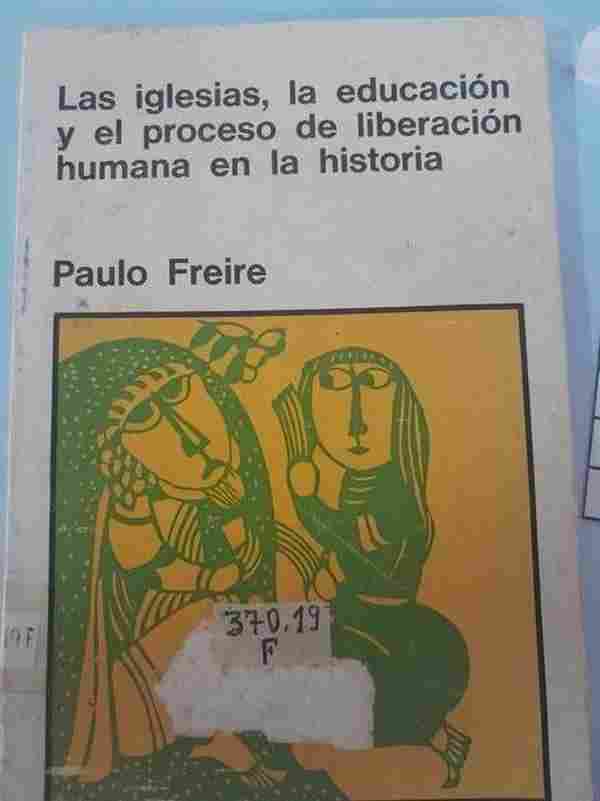 Las iglesias, la educación
y el proceso de liberación
humana en la historia
Paulo Freire
370.19
F
19F